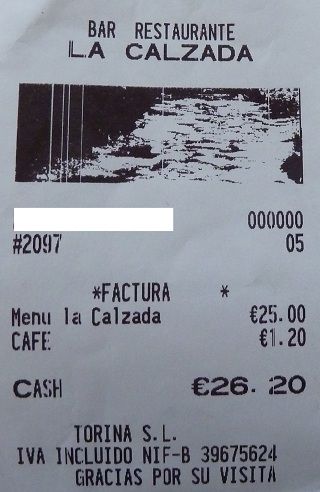 BAR RESTAURANTE
LA CALZADA
000000
#2097 05
*FACTURA *
Menu la Calzada €25.00
CAFE €1.20
CASH €26.20
TORINA S.L.
IVA INCLUIDO NIF-B 39675624
GRACIAS POR SU VISITA